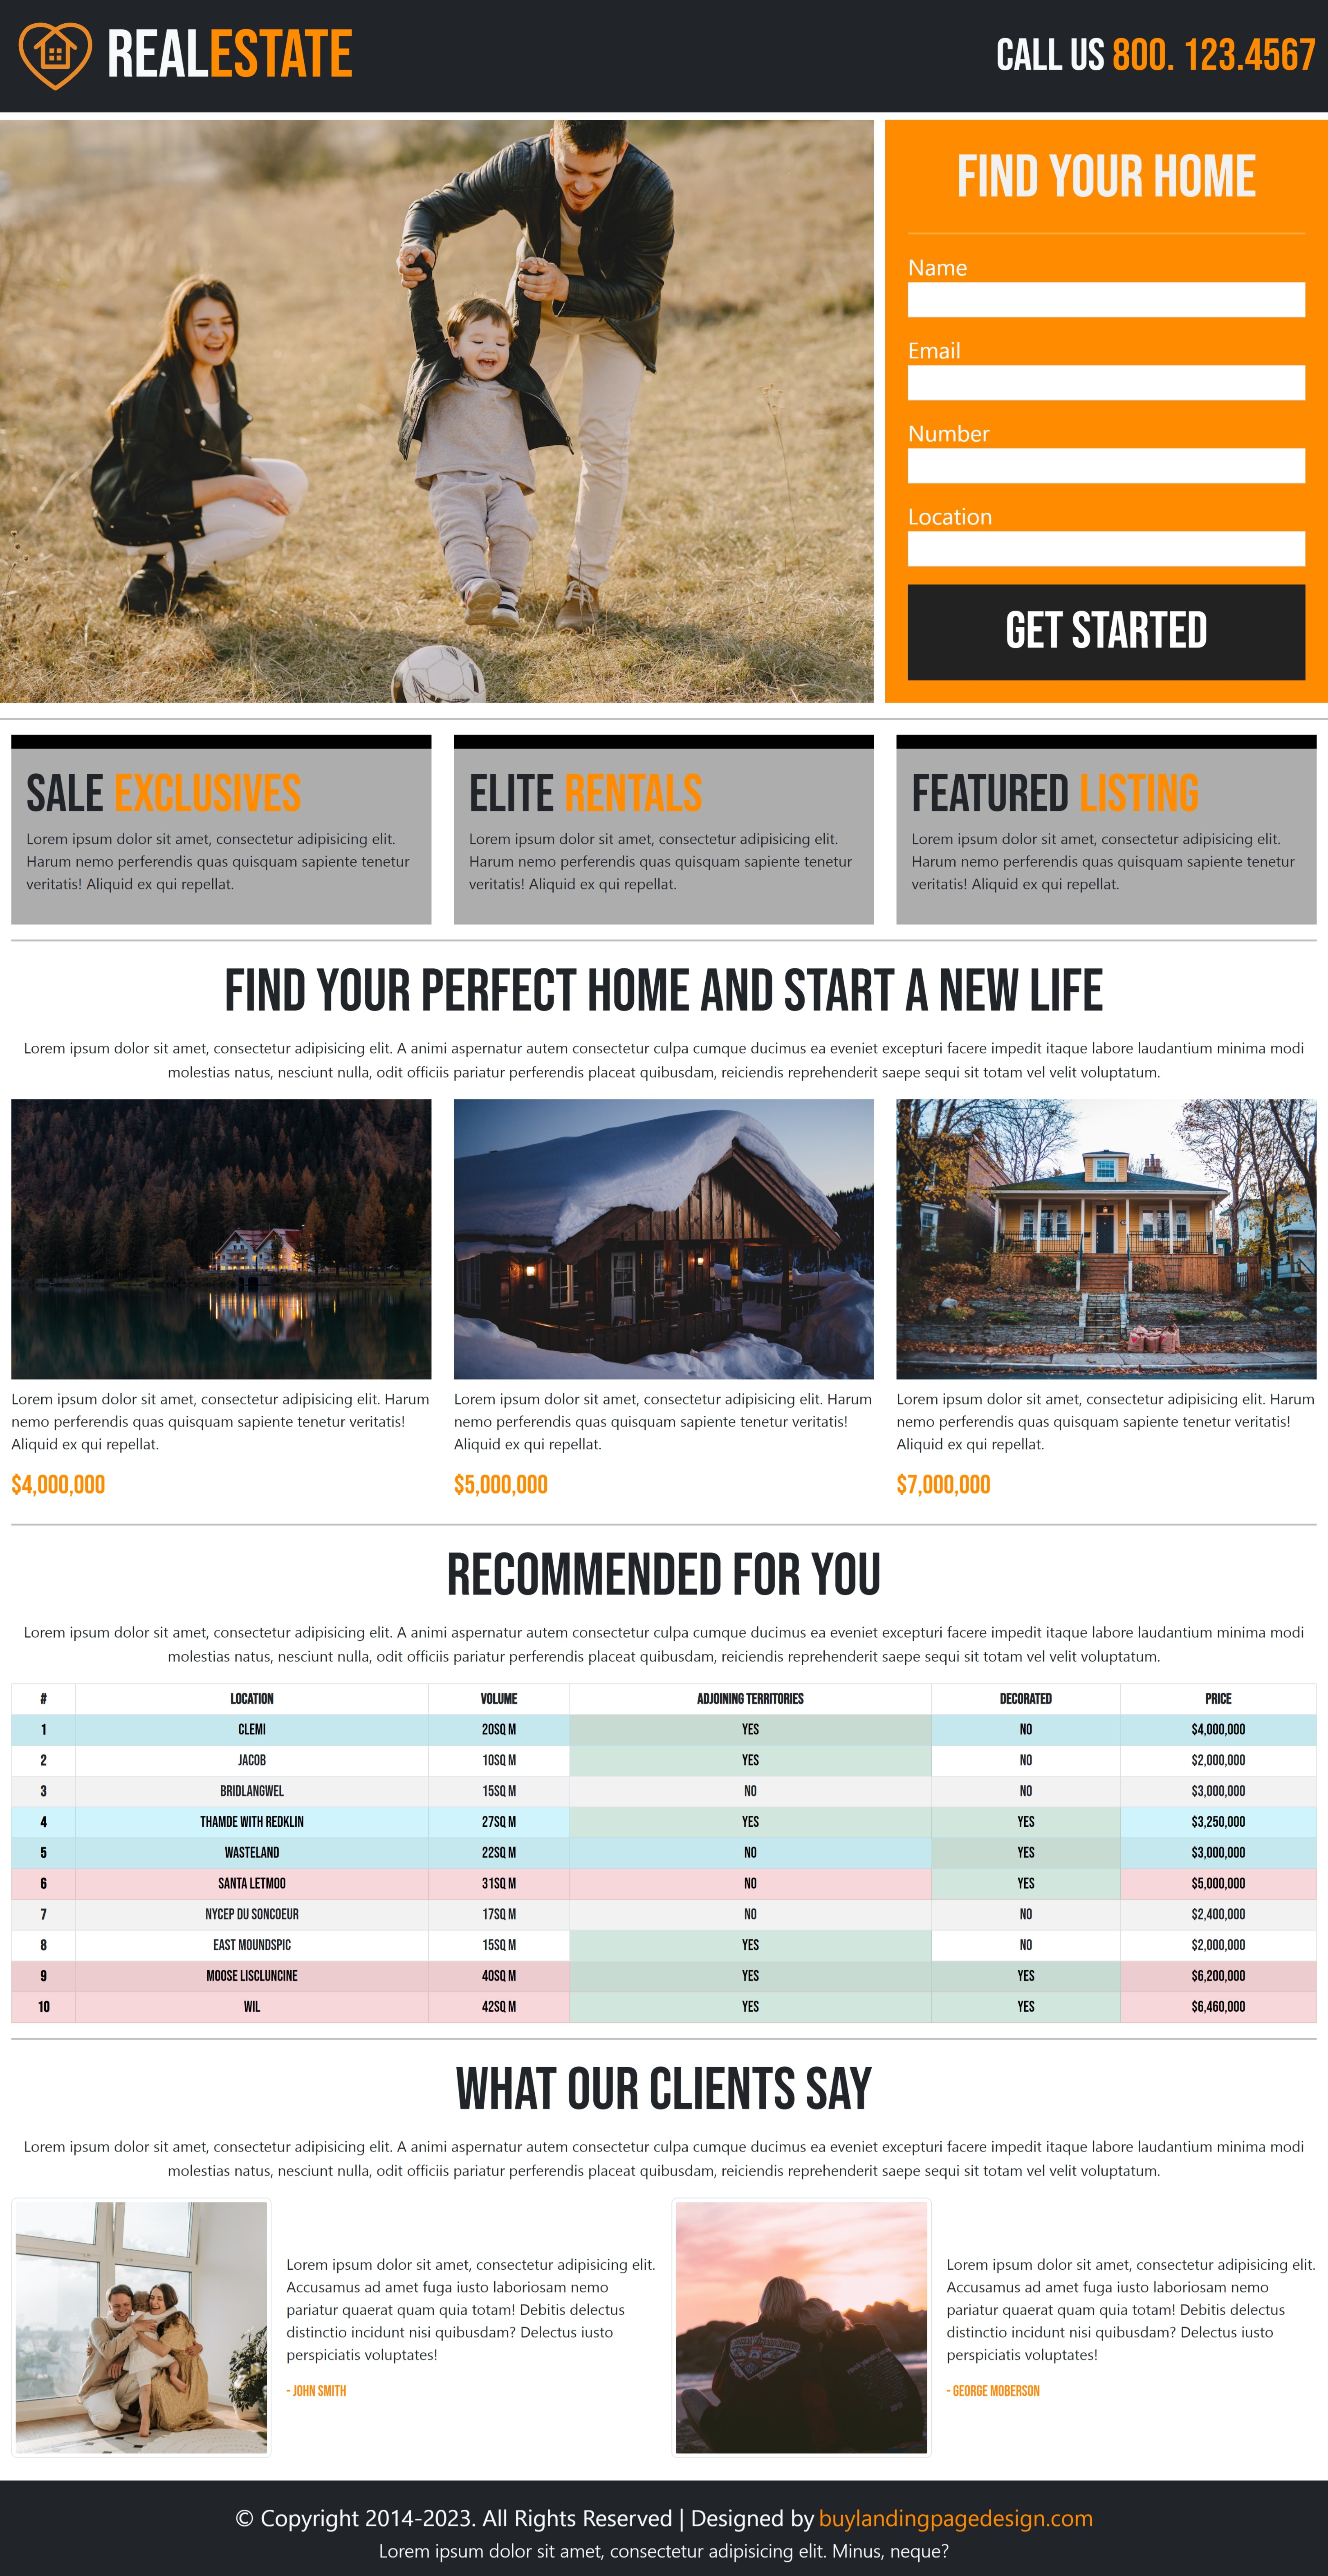 REALESTATE
CALL US 800. 123.4567
FIND YOUR HOME
Name
Email
Number
Location
GET STARTED
SALE EXCLUSIVES
Lorem ipsum dolor sit amet, consectetur adipisicing elit.
Harum nemo perferendis quas quisquam sapiente tenetur
veritatis! Aliquid ex qui repellat.
ELITE RENTALS
Lorem ipsum dolor sit amet, consectetur adipisicing elit.
Harum nemo perferendis quas quisquam sapiente tenetur
veritatis! Aliquid ex qui repellat.
FEATURED LISTING
Lorem ipsum dolor sit amet, consectetur adipisicing elit.
Harum nemo perferendis quas quisquam sapiente tenetur
veritatis! Aliquid ex qui repellat.
FIND YOUR PERFECT HOME AND START A NEW LIFE
Lorem ipsum dolor sit amet, consectetur adipisicing elit. A animi aspernatur autem consectetur culpa cumque ducimus ea eveniet excepturi facere impedit itaque labore laudantium minima modi
molestias natus, nesciunt nulla, odit officiis pariatur perferendis placeat quibusdam, reiciendis reprehenderit saepe sequi sit totam vel velit voluptatum.
Lorem ipsum dolor sit amet, consectetur adipisicing elit. Harum
nemo perferendis quas quisquam sapiente tenetur veritatis!
Aliquid ex qui repellat.
$4,000,000
Lorem ipsum dolor sit amet, consectetur adipisicing elit. Harum
nemo perferendis quas quisquam sapiente tenetur veritatis!
Aliquid ex qui repellat.
$5,000,000
Lorem ipsum dolor sit amet, consectetur adipisicing elit. Harum
nemo perferendis quas quisquam sapiente tenetur veritatis!
Aliquid ex qui repellat.
$7,000,000
RECOMMENDED FOR YOU
Lorem ipsum dolor sit amet, consectetur adipisicing elit. A animi aspernatur autem consectetur culpa cumque ducimus ea eveniet excepturi facere impedit itaque labore laudantium minima modi
molestias natus, nesciunt nulla, odit officiis pariatur perferendis placeat quibusdam, reiciendis reprehenderit saepe sequi sit totam vel velit voluptatum.
# LOCATION VOLUME ADJOINING TERRITORIES DECORATED PRICE
1 CLEMI 20SQ M YES NO $4,000,000
2 JACOB 10SQ M YES NO $2,000,000
3 BRIDLANGWEL 15SQ M NO NO $3,000,000
4 THAMDE WITH REDKLIN 27SQ M YES YES $3,250,000
5 WASTELAND 22SQ M NO YES $3,000,000
6 SANTA LETMOO 31SQ M NO YES $5,000,000
7 NYCEP DU SONCOEUR 17SQ M NO NO $2,400,000
8 EAST MOUNDSPIC 15SQ M YES NO $2,000,000
9 MOOSE LISCLUNCINE 40SQ M YES YES $6,200,000
10 WIL 42SQ M YES YES $6,460,000
WHAT OUR CLIENTS SAY
Lorem ipsum dolor sit amet, consectetur adipisicing elit. A animi aspernatur autem consectetur culpa cumque ducimus ea eveniet excepturi facere impedit itaque labore laudantium minima modi
molestias natus, nesciunt nulla, odit officiis pariatur perferendis placeat quibusdam, reiciendis reprehenderit saepe sequi sit totam vel velit voluptatum.
Lorem ipsum dolor sit amet, consectetur adipisicing elit.
Accusamus ad amet fuga iusto laboriosam nemo
pariatur quaerat quam quia totam! Debitis delectus
distinctio incidunt nisi quibusdam? Delectus iusto
perspiciatis voluptates!
- JOHN SMITH
Lorem ipsum dolor sit amet, consectetur adipisicing elit.
Accusamus ad amet fuga iusto laboriosam nemo
pariatur quaerat quam quia totam! Debitis delectus
distinctio incidunt nisi quibusdam? Delectus iusto
perspiciatis voluptates!
- GEORGE MOBERSON
© Copyright 2014-2023. All Rights Reserved | Designed by buylandingpagedesign.com
Lorem ipsum dolor sit amet, consectetur adipisicing elit. Minus, neque?